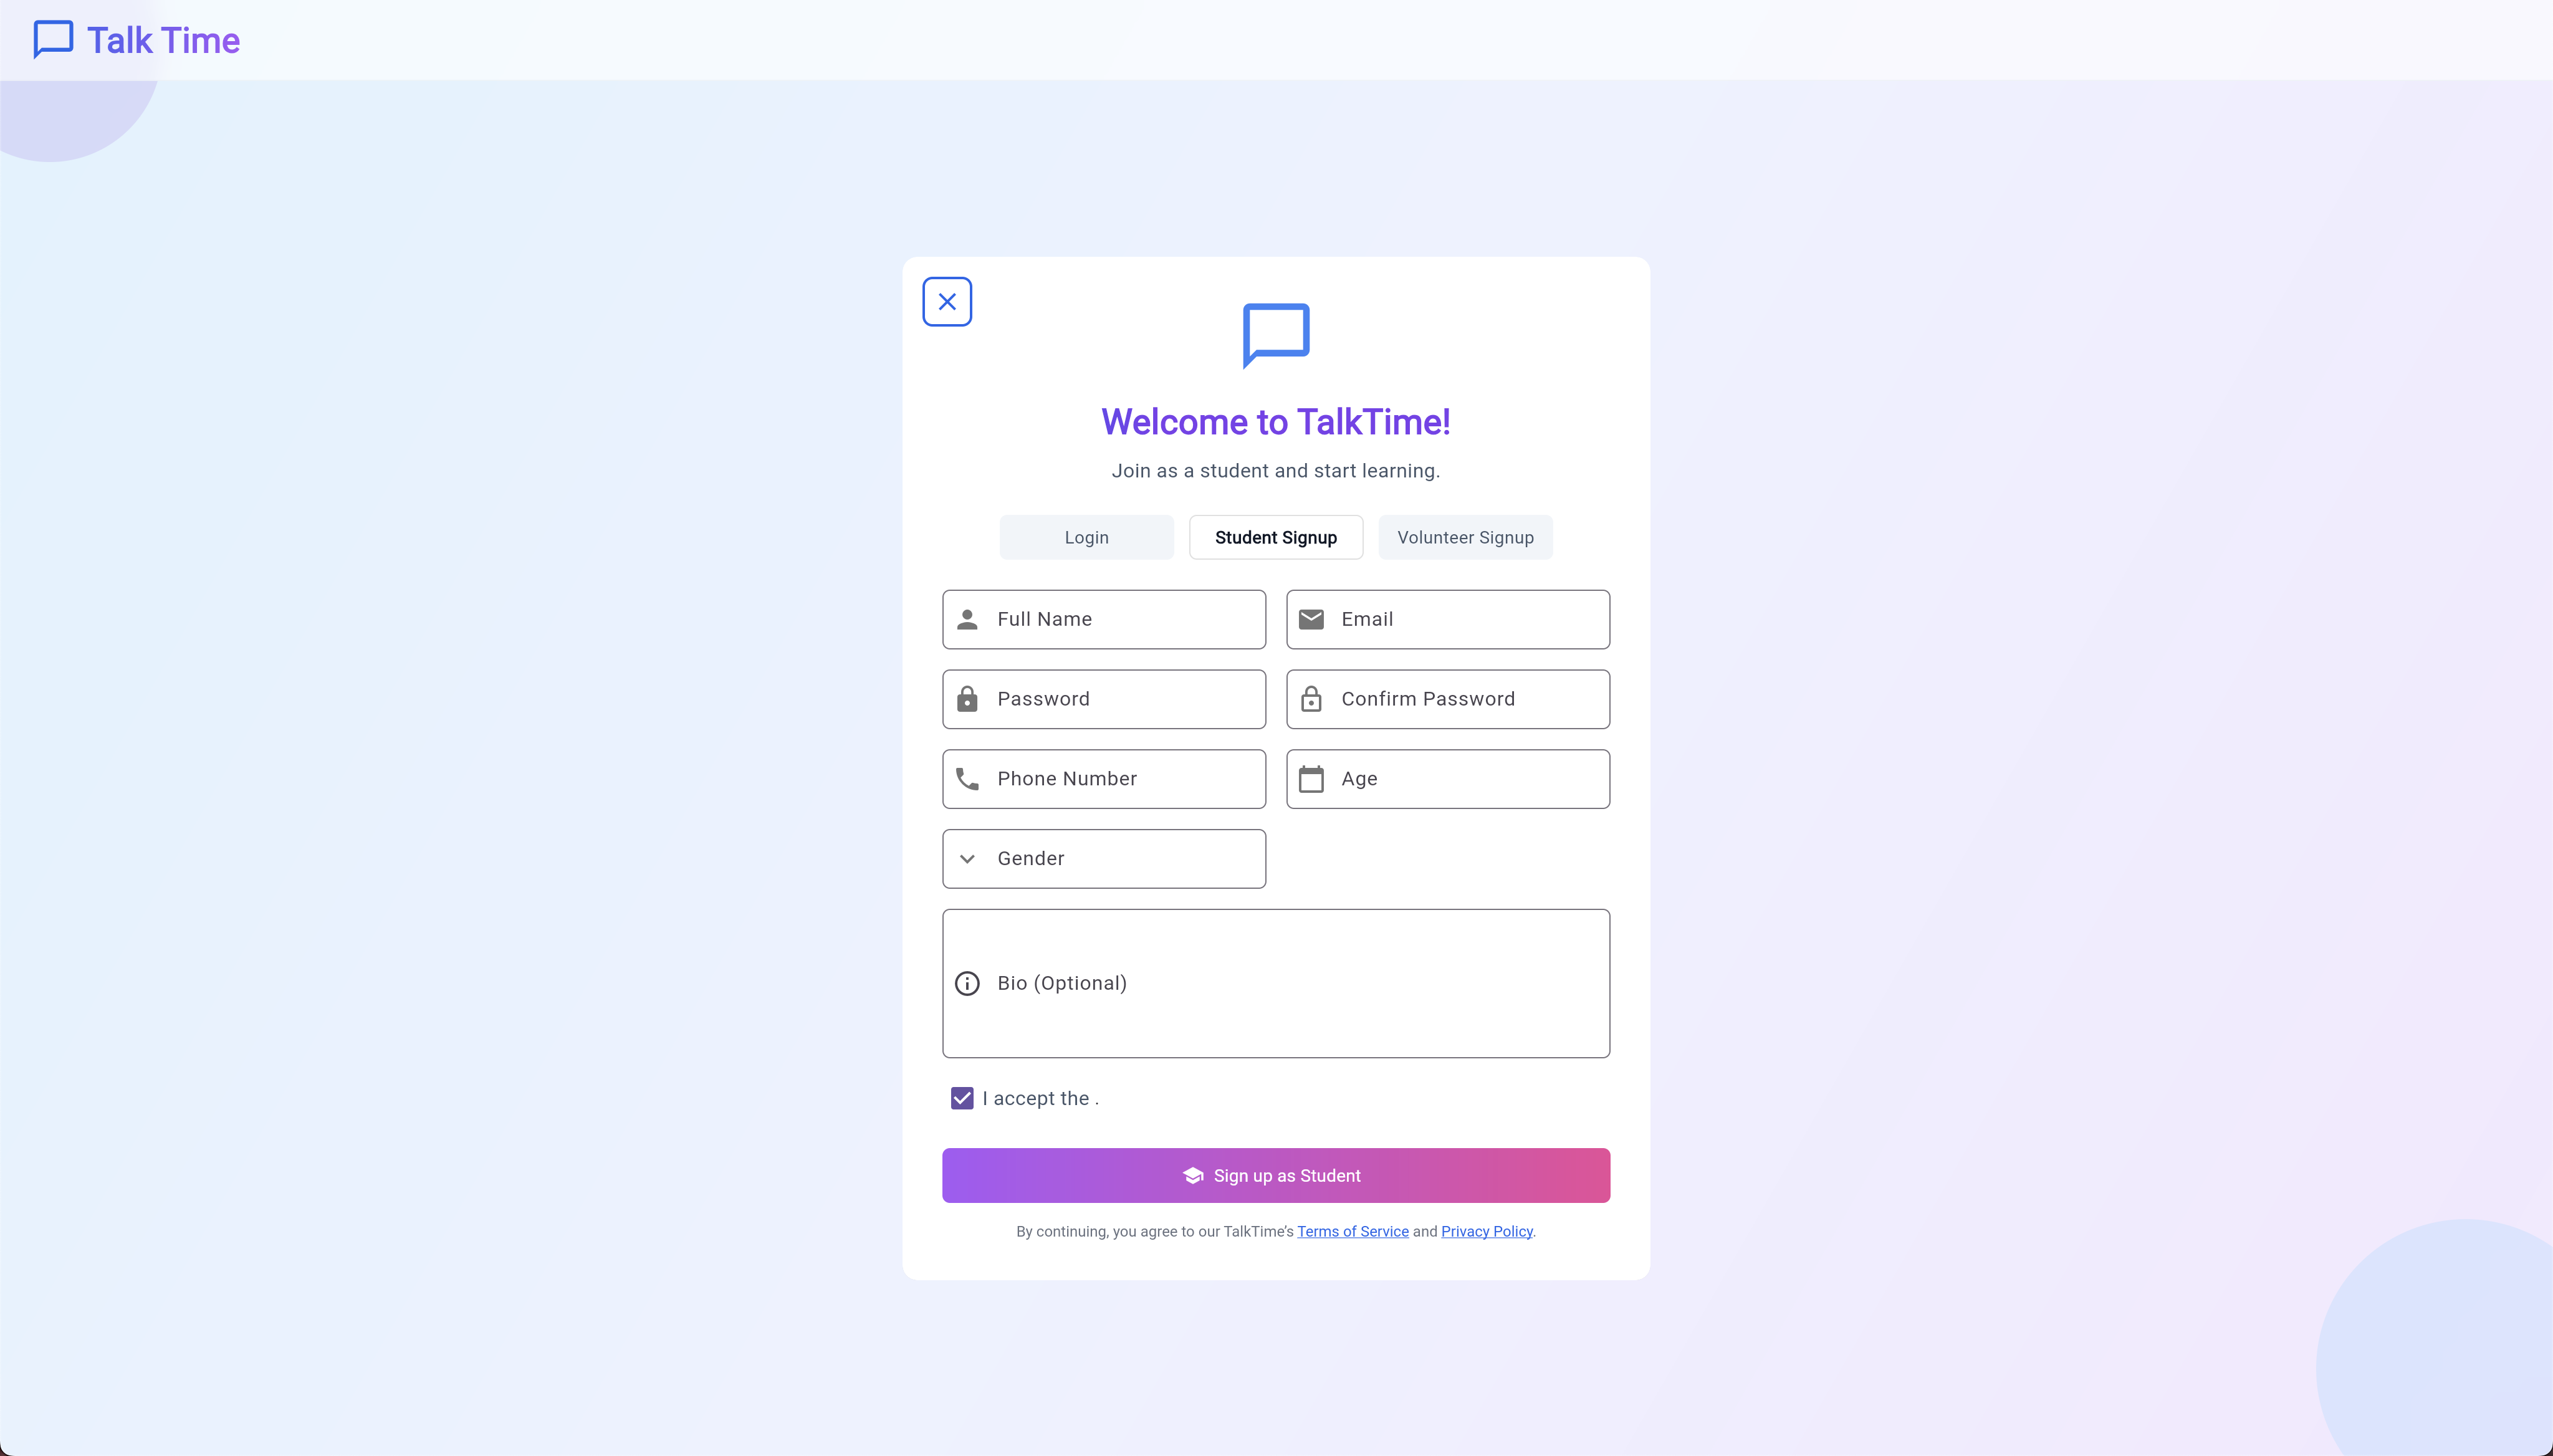 Talk Time
Welcome to TalkTime!
Join as a student and start learning.
Login
Student Signup
Volunteer Signup
Full Name
Email
Password
Confirm Password
Phone Number
Age
Gender
Bio (Optional)
I accept the .
Sign up as Student
By continuing, you agree to our TalkTime’s Terms of Service and Privacy Policy.